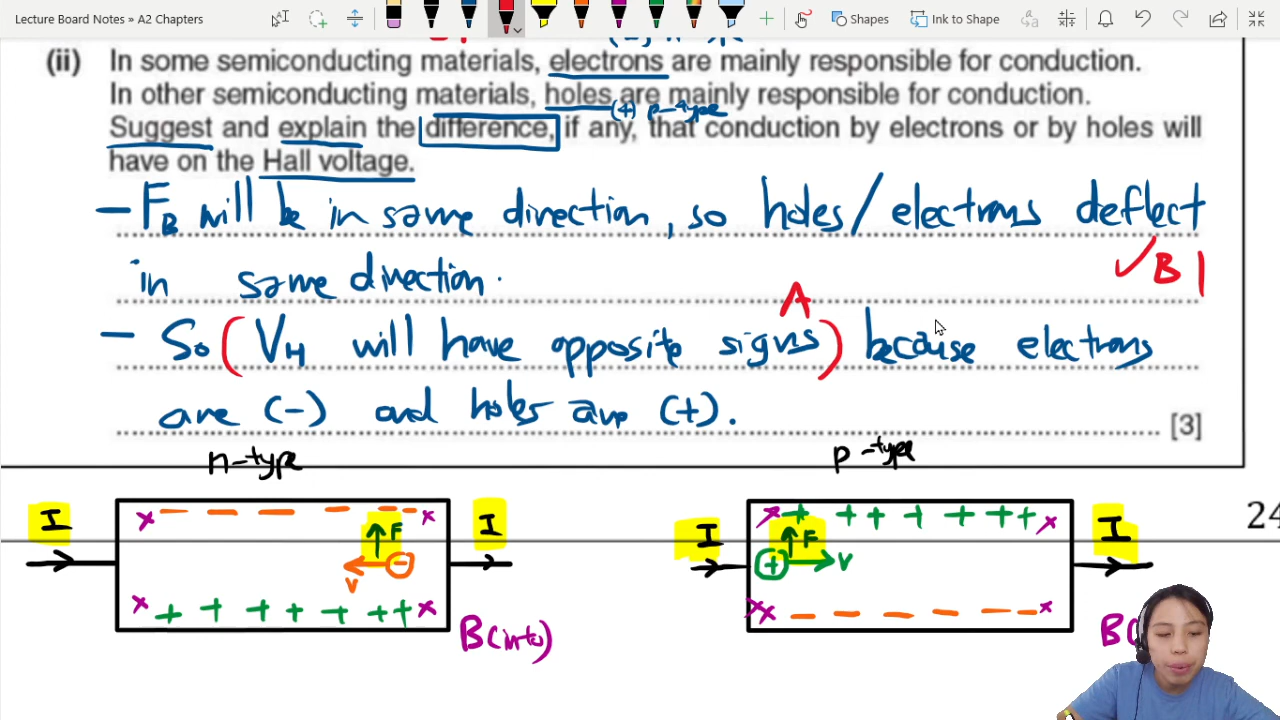 Lecture Board Notes » A2 Chapters
Shapes
Ink to Shape
(ii) In some semiconducting materials, electrons are mainly responsible for conduction.
In other semiconducting materials, holes are mainly responsible for conduction.
(+) p-type
Suggest and explain the difference, if any, that conduction by electrons or by holes will
have on the Hall voltage.
- FB will be in same direction, so holes/electrons deflect
in same direction.
✓B1
A
- So (VH will have opposite signs) because electrons
are (-) and holes are (+).
[3]
n-type
p-type
I
I
F
V
B(into)
I
I
F
V
24